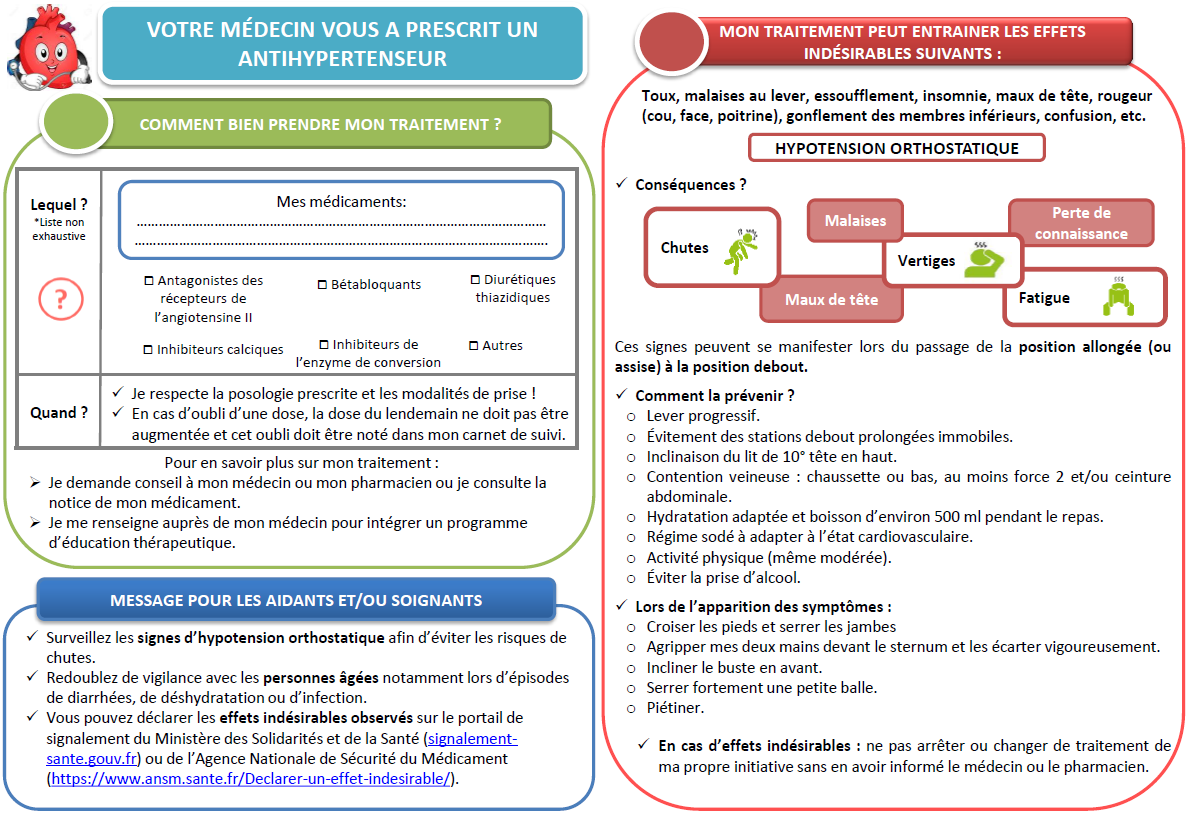 VOTRE MÉDECIN VOUS A PRESCRIT UN
ANTIHYPERTENSEUR
COMMENT BIEN PRENDRE MON TRAITEMENT ?
Lequel ?
*Liste non
exhaustive
?
Mes médicaments:
……………………………………………………………………………………………………
…………………………………………………………………………………………………….
☐ Antagonistes des
récepteurs de
l’angiotensine II
☐ Bétabloquants
☐ Diurétiques
thiazidiques
☐ Inhibiteurs calciques
☐ Inhibiteurs de
l’enzyme de conversion
☐ Autres
Quand ?
✓ Je respecte la posologie prescrite et les modalités de prise !
✓ En cas d’oubli d’une dose, la dose du lendemain ne doit pas être
augmentée et cet oubli doit être noté dans mon carnet de suivi.
Pour en savoir plus sur mon traitement :
➢ Je demande conseil à mon médecin ou mon pharmacien ou je consulte la
notice de mon médicament.
➢ Je me renseigne auprès de mon médecin pour intégrer un programme
d’éducation thérapeutique.
MESSAGE POUR LES AIDANTS ET/OU SOIGNANTS
✓ Surveillez les signes d’hypotension orthostatique afin d’éviter les risques de
chutes.
✓ Redoublez de vigilance avec les personnes âgées notamment lors d’épisodes
de diarrhées, de déshydratation ou d’infection.
✓ Vous pouvez déclarer les effets indésirables observés sur le portail de
signalement du Ministère des Solidarités et de la Santé (signalement-
sante.gouv.fr) ou de l’Agence Nationale de Sécurité du Médicament
(https://www.ansm.sante.fr/Declarer-un-effet-indesirable/).
MON TRAITEMENT PEUT ENTRAINER LES EFFETS
INDÉSIRABLES SUIVANTS :
Toux, malaises au lever, essoufflement, insomnie, maux de tête, rougeur
(cou, face, poitrine), gonflement des membres inférieurs, confusion, etc.
HYPOTENSION ORTHOSTATIQUE
✓ Conséquences ?
Chutes
Malaises
Maux de tête
Vertiges
Perte de
connaissance
Fatigue
Ces signes peuvent se manifester lors du passage de la position allongée (ou
assise) à la position debout.
✓ Comment la prévenir ?
o Lever progressif.
o Évitement des stations debout prolongées immobiles.
o Inclinaison du lit de 10° tête en haut.
o Contention veineuse : chaussette ou bas, au moins force 2 et/ou ceinture
abdominale.
o Hydratation adaptée et boisson d’environ 500 ml pendant le repas.
o Régime sodé à adapter à l’état cardiovasculaire.
o Activité physique (même modérée).
o Éviter la prise d’alcool.
✓ Lors de l’apparition des symptômes :
o Croiser les pieds et serrer les jambes
o Agripper mes deux mains devant le sternum et les écarter vigoureusement.
o Incliner le buste en avant.
o Serrer fortement une petite balle.
o Piétiner.
✓ En cas d’effets indésirables : ne pas arrêter ou changer de traitement de
ma propre initiative sans en avoir informé le médecin ou le pharmacien.